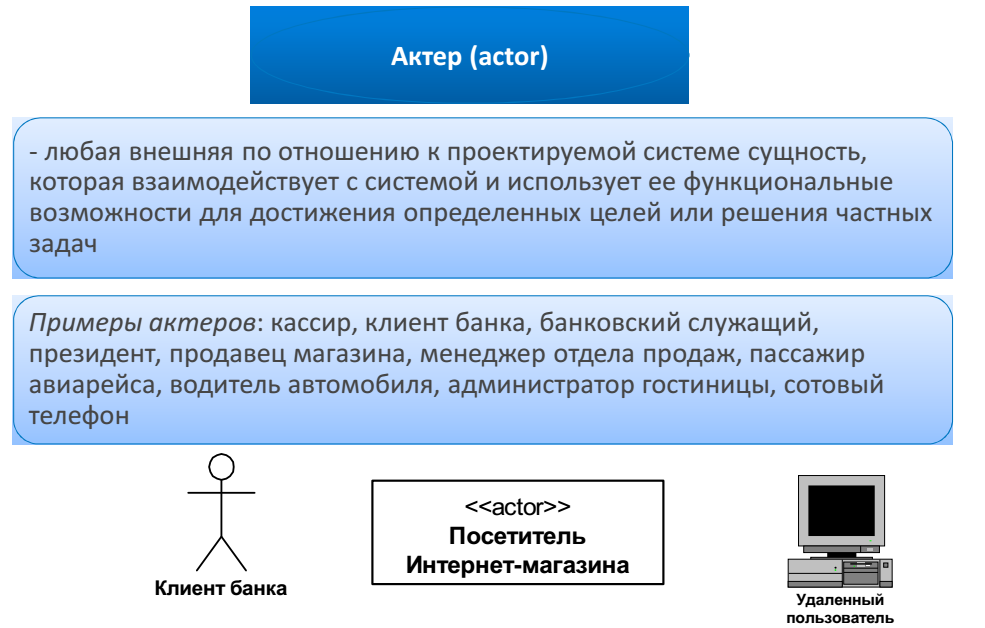 Актер (actor)
- любая внешняя по отношению к проектируемой системе сущность,
которая взаимодействует с системой и использует ее функциональные
возможности для достижения определенных целей или решения частных
задач
Примеры актеров: кассир, клиент банка, банковский служащий,
президент, продавец магазина, менеджер отдела продаж, пассажир
авиарейса, водитель автомобиля, администратор гостиницы, сотовый
телефон
Клиент банка
<<actor>>
Посетитель
Интернет-магазина
Удаленный
пользователь